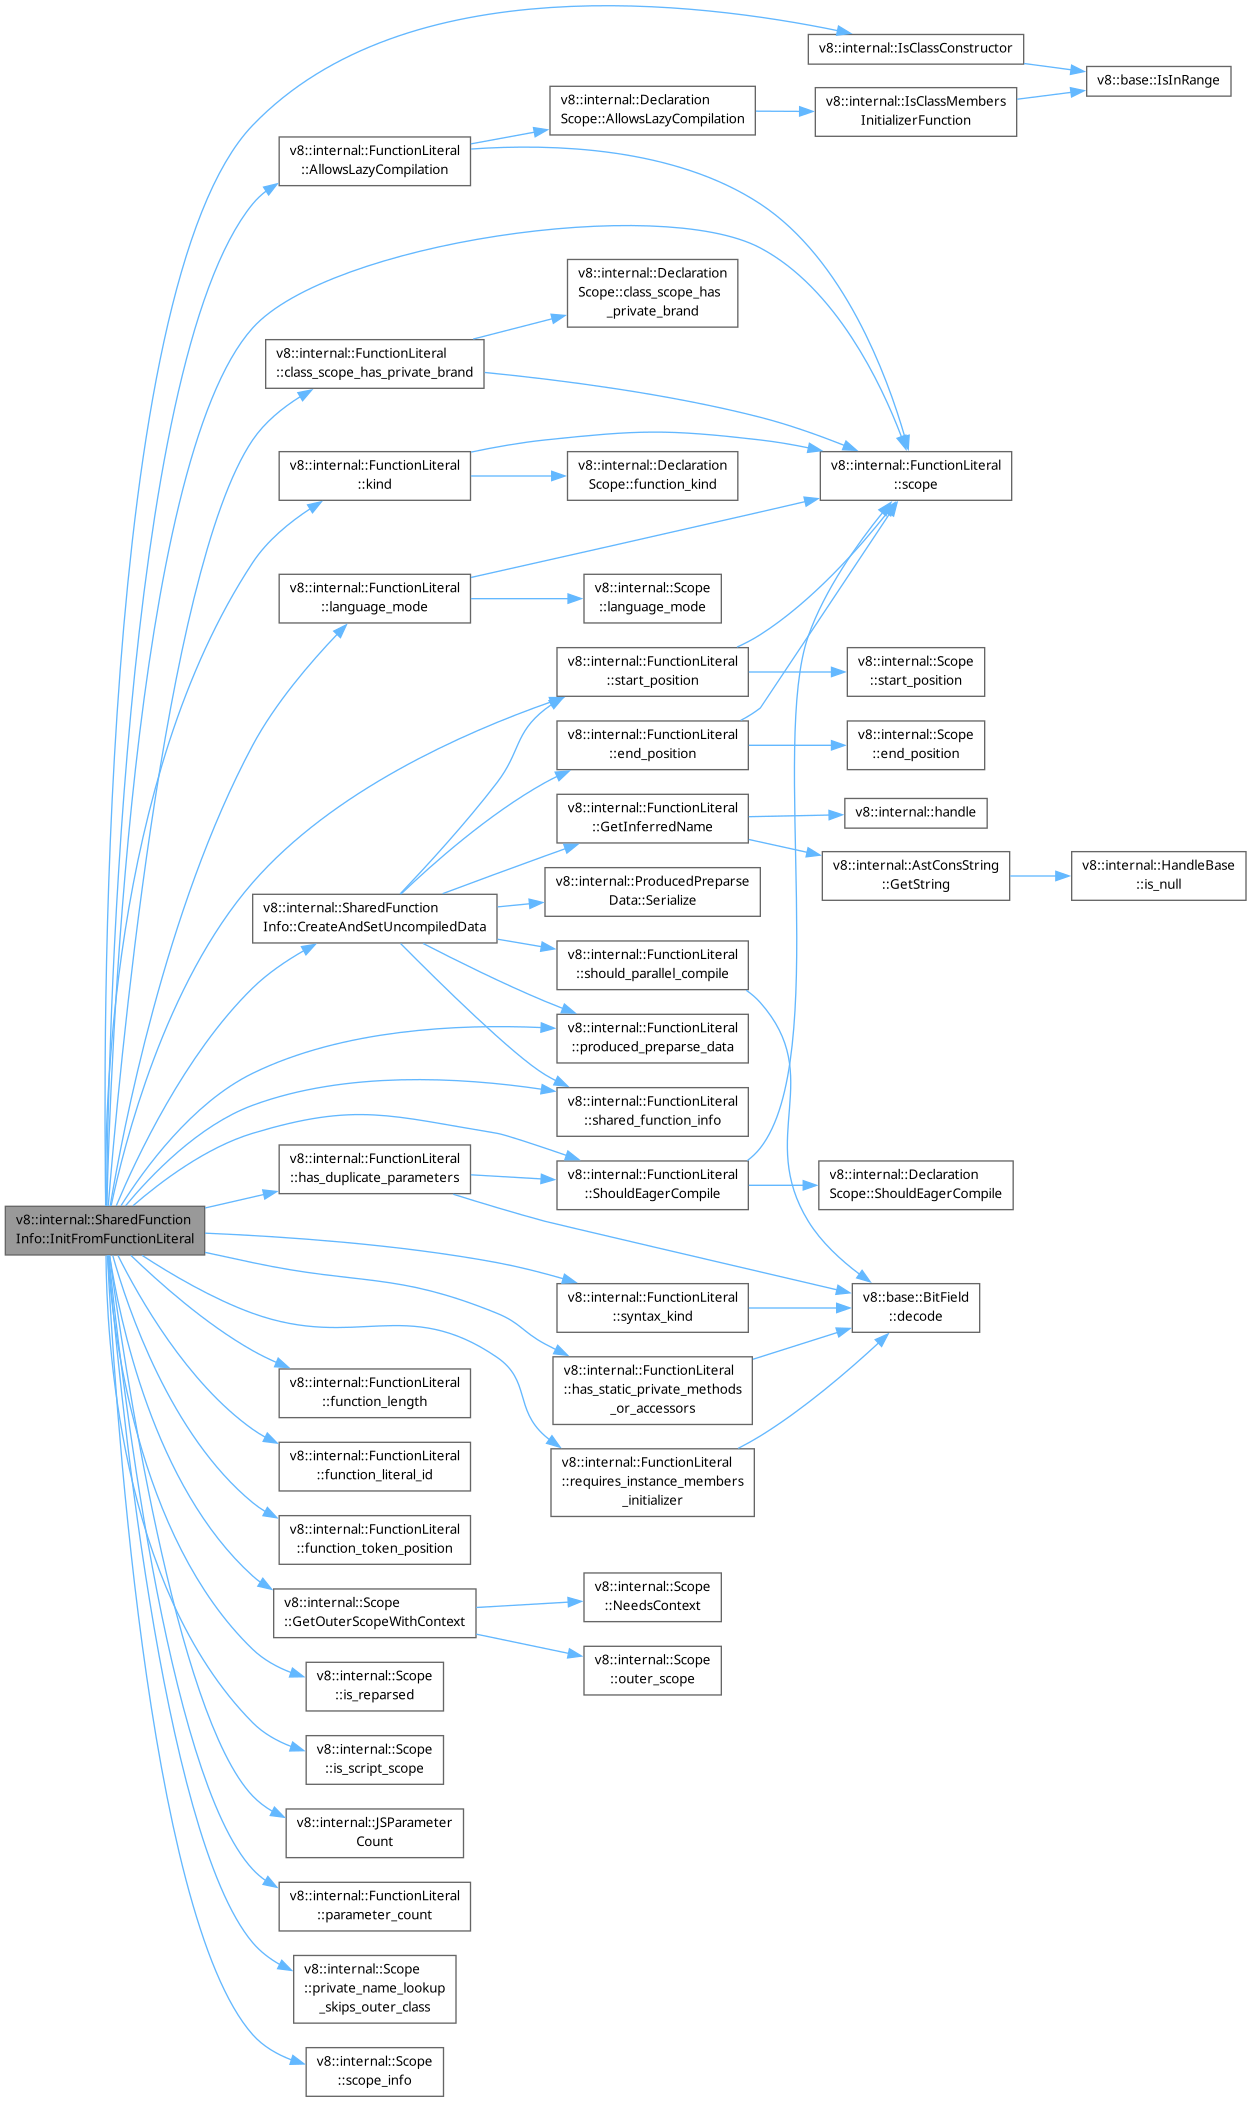 v8::internal::IsClassConstructor
v8::base::IsInRange
v8::internal::Declaration
Scope::AllowsLazyCompilation
v8::internal::IsClassMembers
InitializerFunction
v8::internal::FunctionLiteral
::AllowsLazyCompilation
v8::internal::Declaration
Scope::class_scope_has
_private_brand
v8::internal::FunctionLiteral
::class_scope_has_private_brand
v8::internal::FunctionLiteral
::kind
v8::internal::Declaration
Scope::function_kind
v8::internal::FunctionLiteral
::scope
v8::internal::FunctionLiteral
::language_mode
v8::internal::Scope
::language_mode
v8::internal::FunctionLiteral
::start_position
v8::internal::Scope
::start_position
v8::internal::FunctionLiteral
::end_position
v8::internal::Scope
::end_position
v8::internal::FunctionLiteral
::GetInferredName
v8::internal::handle
v8::internal::AstConsString
::GetString
v8::internal::HandleBase
::is_null
v8::internal::ProducedPreparse
Data::Serialize
v8::internal::SharedFunction
Info::CreateAndSetUncompiledData
v8::internal::FunctionLiteral
::should_parallel_compile
v8::internal::FunctionLiteral
::produced_preparse_data
v8::internal::FunctionLiteral
::shared_function_info
v8::internal::FunctionLiteral
::has_duplicate_parameters
v8::internal::FunctionLiteral
::ShouldEagerCompile
v8::internal::Declaration
Scope::ShouldEagerCompile
v8::internal::SharedFunction
Info::InitFromFunctionLiteral
v8::internal::FunctionLiteral
::syntax_kind
v8::base::BitField
::decode
v8::internal::FunctionLiteral
::has_static_private_methods
_or_accessors
v8::internal::FunctionLiteral
::function_length
v8::internal::FunctionLiteral
::requires_instance_members
_initializer
v8::internal::FunctionLiteral
::function_literal_id
v8::internal::FunctionLiteral
::function_token_position
v8::internal::Scope
::GetOuterScopeWithContext
v8::internal::Scope
::NeedsContext
v8::internal::Scope
::outer_scope
v8::internal::Scope
::is_reparsed
v8::internal::Scope
::is_script_scope
v8::internal::JSParameter
Count
v8::internal::FunctionLiteral
::parameter_count
v8::internal::Scope
::private_name_lookup
_skips_outer_class
v8::internal::Scope
::scope_info